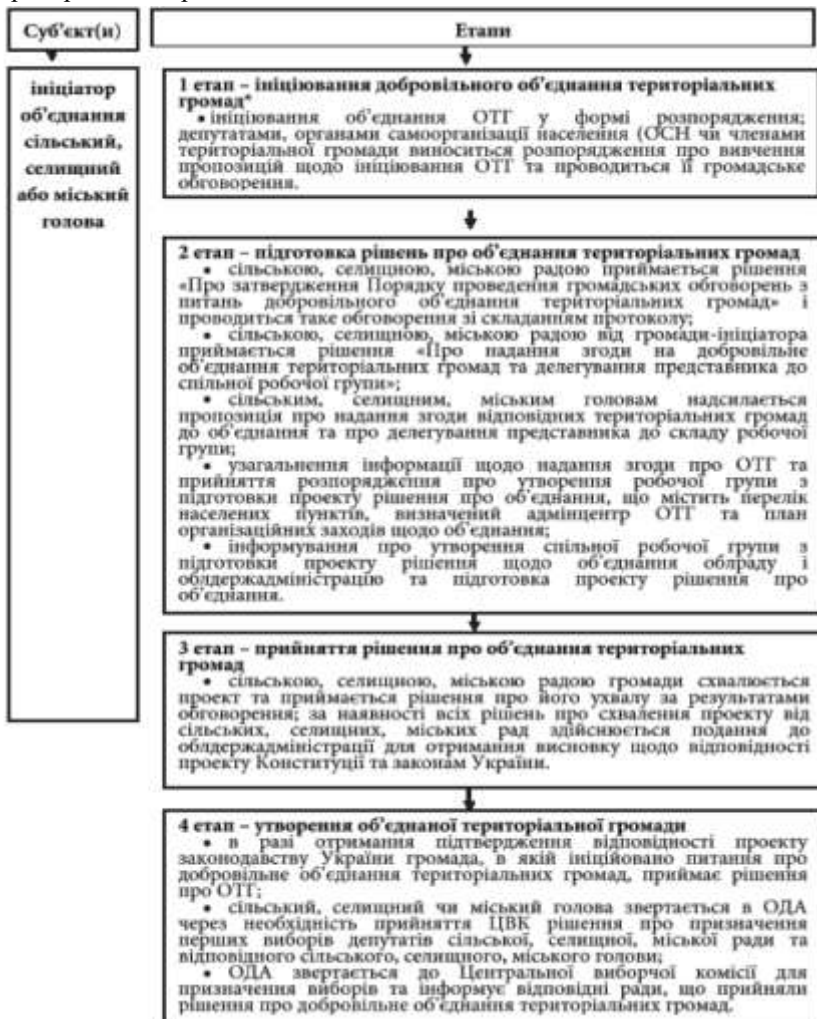 Суб’єкт(и)
Етапи
ініціатор
об’єднання
сільський,
селищний
або міський
голова
1 етап – ініціювання добровільного об’єднання територіальних
громад*
• ініціювання об’єднання ОТГ у формі розпорядження;
депутатами, органами самоорганізації населення (ОСН чи членами
територіальної громади виноситься розпорядження про вивчення
пропозицій щодо ініціювання ОТГ та проводиться її громадське
обговорення.
2 етап – підготовка рішень про об’єднання територіальних громад
• сільською, селищною, міською радою приймається рішення
«Про затвердження Порядку проведення громадських обговорень з
питань добровільного об’єднання територіальних громад» і
проводиться таке обговорення зі складанням протоколу;
• сільською, селищною, міською радою від громади-ініціатора
приймається рішення «Про надання згоди на добровільне
об’єднання територіальних громад та делегування представника до
спільної робочої групи»;
• сільським, селищним, міським головам надсилається
пропозиція про надання згоди відповідних територіальних громад
до об’єднання та про делегування представника до складу робочої
групи;
• узагальнення інформації щодо надання згоди про ОТГ та
прийняття розпорядження про утворення робочої групи з
підготовки проекту рішення про об’єднання, що містить перелік
населених пунктів, визначений адмінцентр ОТГ та план
організаційних заходів щодо об’єднання;
• інформування про утворення спільної робочої групи з
підготовки проекту рішення щодо об’єднання облраду і
облдержадміністрацію та підготовка проекту рішення про
об’єднання.
3 етап – прийняття рішення про об’єднання територіальних
громад
• сільською, селищною, міською радою громади схвалюється
проект та приймається рішення про його ухвалу за результатами
обговорення; за наявності всіх рішень про схвалення проекту від
сільських, селищних, міських рад здійснюється подання до
облдержадміністрації для отримання висновку щодо відповідності
проекту Конституції та законам України.
4 етап – утворення об’єднаної територіальної громади
• в разі отримання підтвердження відповідності проекту
законодавству України громада, в якій ініційовано питання про
добровільне об’єднання територіальних громад, приймає рішення
про ОТГ;
• сільський, селищний чи міський голова звертається в ОДА
через необхідність прийняття ЦВК рішення про призначення
перших виборів депутатів сільської, селищної, міської ради та
відповідного сільського, селищного, міського голови;
• ОДА звертається до Центральної виборчої комісії для
призначення виборів та інформує відповідні ради, що прийняли
рішення про добровільне об’єднання територіальних громад.